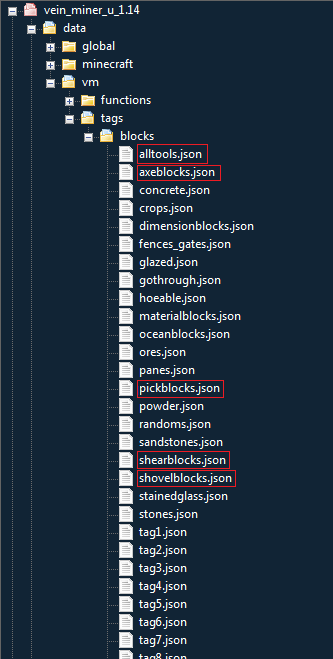 vein_miner_u_1.14
data
global
minecraft
vm
functions
tags
blocks
alltools.json
axeblocks.json
concrete.json
crops.json
dimensionblocks.json
fences_gates.json
glazed.json
gothrough.json
hoeable.json
materialblocks.json
oceanblocks.json
ores.json
panes.json
pickblocks.json
powder.json
randoms.json
sandstones.json
shearblocks.json
shovelblocks.json
stainedglass.json
stones.json
tag1.json
tag2.json
tag3.json
tag4.json
tag5.json
tag6.json
tag7.json
tag8.json